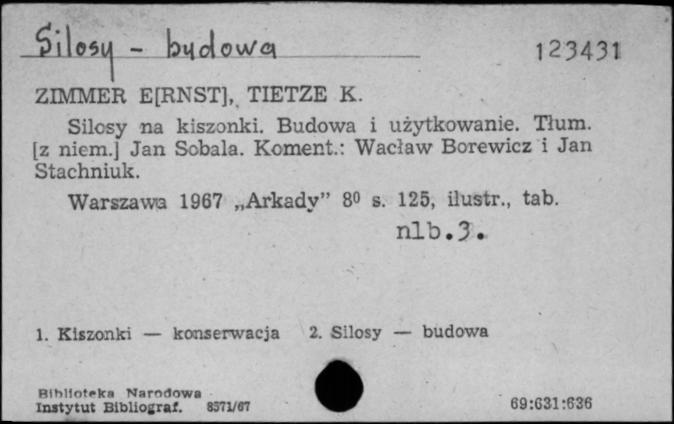 Silosy - budowa
123431
ZIMMER E[RNST], TIETZE K.
Silosy na kiszonki. Budowa i użytkowanie. Tłum.
[z niem.] Jan Sobala. Koment.: Wacław Borewicz i Jan
Stachniuk.
Warszawa 1967 „Arkady” 8⁰ s. 125, ilustr., tab.
nlb.3.
1. Kiszonki — konserwacja 2. Silosy — budowa
Biblioteka Narodowa
Instytut Bibliograf. 8571/67
69:631:636